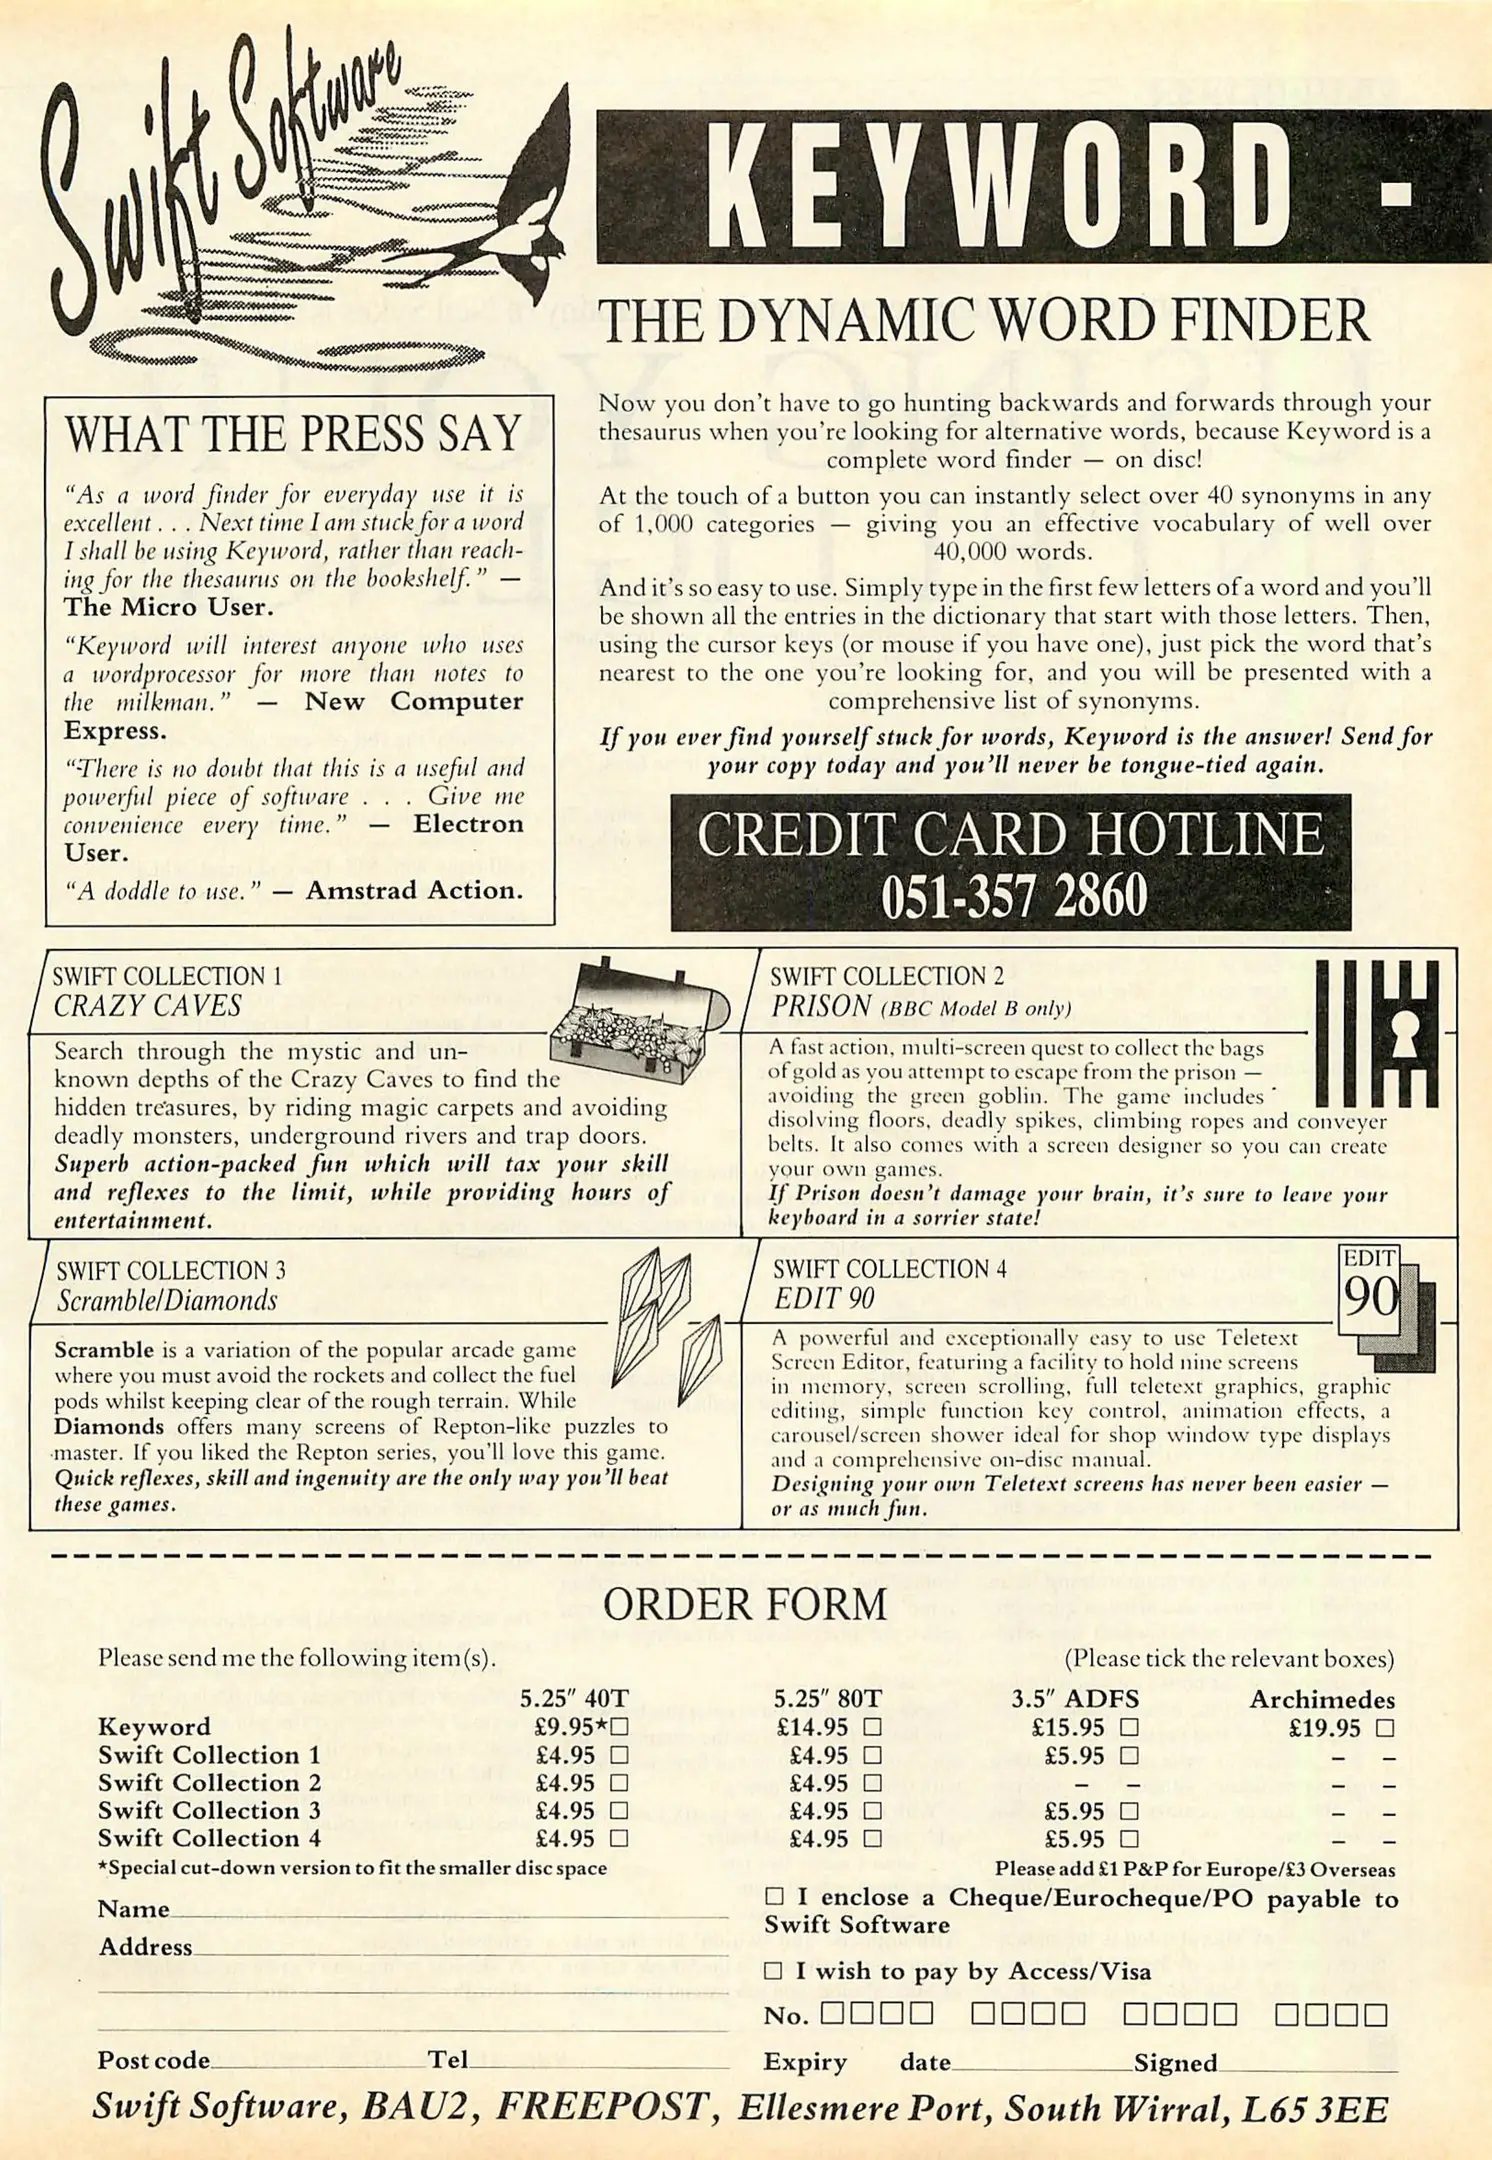 Swift Software
KEYWORD -
THE DYNAMIC WORD FINDER
WHAT THE PRESS SAY
"As a word finder for everyday use it is
excellent . . . Next time I am stuck for a word
I shall be using Keyword, rather than reach-
ing for the thesaurus on the bookshelf." —
The Micro User.
"Keyword will interest anyone who uses
a wordprocessor for more than notes to
the milkman." — New Computer
Express.
"There is no doubt that this is a useful and
powerful piece of software . . . Give me
convenience every time." — Electron
User.
"A doddle to use." — Amstrad Action.
Now you don't have to go hunting backwards and forwards through your
thesaurus when you're looking for alternative words, because Keyword is a
complete word finder — on disc!
At the touch of a button you can instantly select over 40 synonyms in any
of 1,000 categories — giving you an effective vocabulary of well over
40,000 words.
And it's so easy to use. Simply type in the first few letters of a word and you'll
be shown all the entries in the dictionary that start with those letters. Then,
using the cursor keys (or mouse if you have one), just pick the word that's
nearest to the one you're looking for, and you will be presented with a
comprehensive list of synonyms.
If you ever find yourself stuck for words, Keyword is the answer! Send for
your copy today and you'll never be tongue-tied again.
CREDIT CARD HOTLINE
051-357 2860
SWIFT COLLECTION 1
CRAZY CAVES
Search through the mystic and un-
known depths of the Crazy Caves to find the
hidden treasures, by riding magic carpets and avoiding
deadly monsters, underground rivers and trap doors.
Superb action-packed fun which will tax your skill
and reflexes to the limit, while providing hours of
entertainment.
SWIFT COLLECTION 2
PRISON (BBC Model B only)
A fast action, multi-screen quest to collect the bags
of gold as you attempt to escape from the prison —
avoiding the green goblin. The game includes
disolving floors, deadly spikes, climbing ropes and conveyer
belts. It also comes with a screen designer so you can create
your own games.
If Prison doesn't damage your brain, it's sure to leave your
keyboard in a sorrier state!
SWIFT COLLECTION 3
Scramble/Diamonds
Scramble is a variation of the popular arcade game
where you must avoid the rockets and collect the fuel
pods whilst keeping clear of the rough terrain. While
Diamonds offers many screens of Repton-like puzzles to
master. If you liked the Repton series, you'll love this game.
Quick reflexes, skill and ingenuity are the only way you'll beat
these games.
SWIFT COLLECTION 4
EDIT 90
EDIT
90
A powerful and exceptionally easy to use Teletext
Screen Editor, featuring a facility to hold nine screens
in memory, screen scrolling, full teletext graphics, graphic
editing, simple function key control, animation effects, a
carousel/screen shower ideal for shop window type displays
and a comprehensive on-disc manual.
Designing your own Teletext screens has never been easier —
or as much fun.
ORDER FORM
Please send me the following item(s). (Please tick the relevant boxes)
5.25" 40T 5.25" 80T 3.5" ADFS Archimedes
Keyword £9.95*☐ £14.95 ☐ £15.95 ☐ £19.95 ☐
Swift Collection 1 £4.95 ☐ £4.95 ☐ £5.95 ☐ – –
Swift Collection 2 £4.95 ☐ £4.95 ☐ – – – –
Swift Collection 3 £4.95 ☐ £4.95 ☐ £5.95 ☐ – –
Swift Collection 4 £4.95 ☐ £4.95 ☐ £5.95 ☐ – –
*Special cut-down version to fit the smaller disc space
Please add £1 P&P for Europe/£3 Overseas
Name
Address
Post code Tel
☐ I enclose a Cheque/Eurocheque/PO payable to
Swift Software
☐ I wish to pay by Access/Visa
No. ☐☐☐☐ ☐☐☐☐ ☐☐☐☐ ☐☐☐☐
Expiry date Signed
Swift Software, BAU2, FREEPOST, Ellesmere Port, South Wirral, L65 3EE